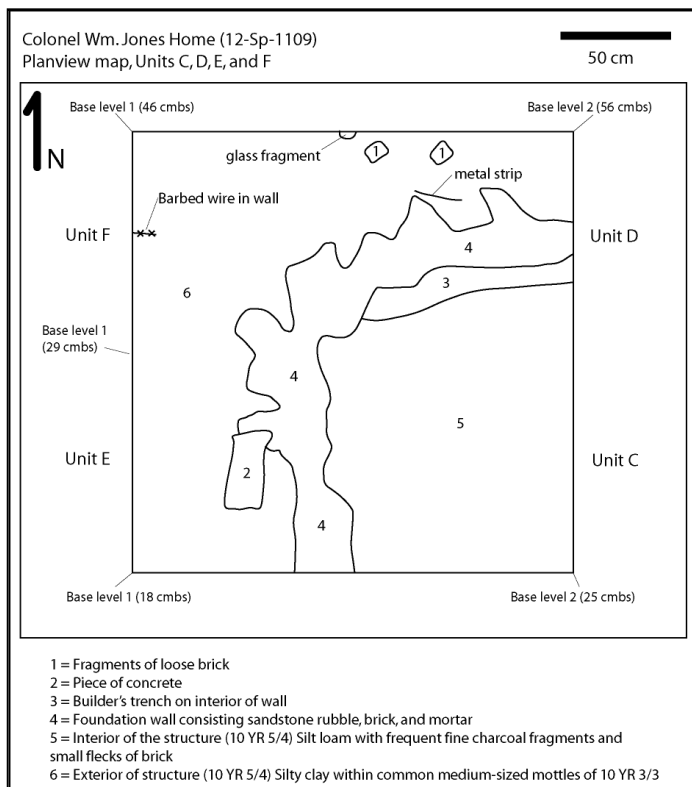 Colonel Wm. Jones Home (12-Sp-1109)
Planview map, Units C, D, E, and F
50 cm
Base level 1 (46 cmbs)
Base level 2 (56 cmbs)
N
glass fragment
1
1
metal strip
Barbed wire in wall
Unit F
Unit D
4
3
6
Base level 1
(29 cmbs)
4
5
Unit E
Unit C
2
4
Base level 1 (18 cmbs)
Base level 2 (25 cmbs)
1 = Fragments of loose brick
2 = Piece of concrete
3 = Builder's trench on interior of wall
4 = Foundation wall consisting sandstone rubble, brick, and mortar
5 = Interior of the structure (10 YR 5/4) Silt loam with frequent fine charcoal fragments and
small flecks of brick
6 = Exterior of structure (10 YR 5/4) Silty clay within common medium-sized mottles of 10 YR 3/3